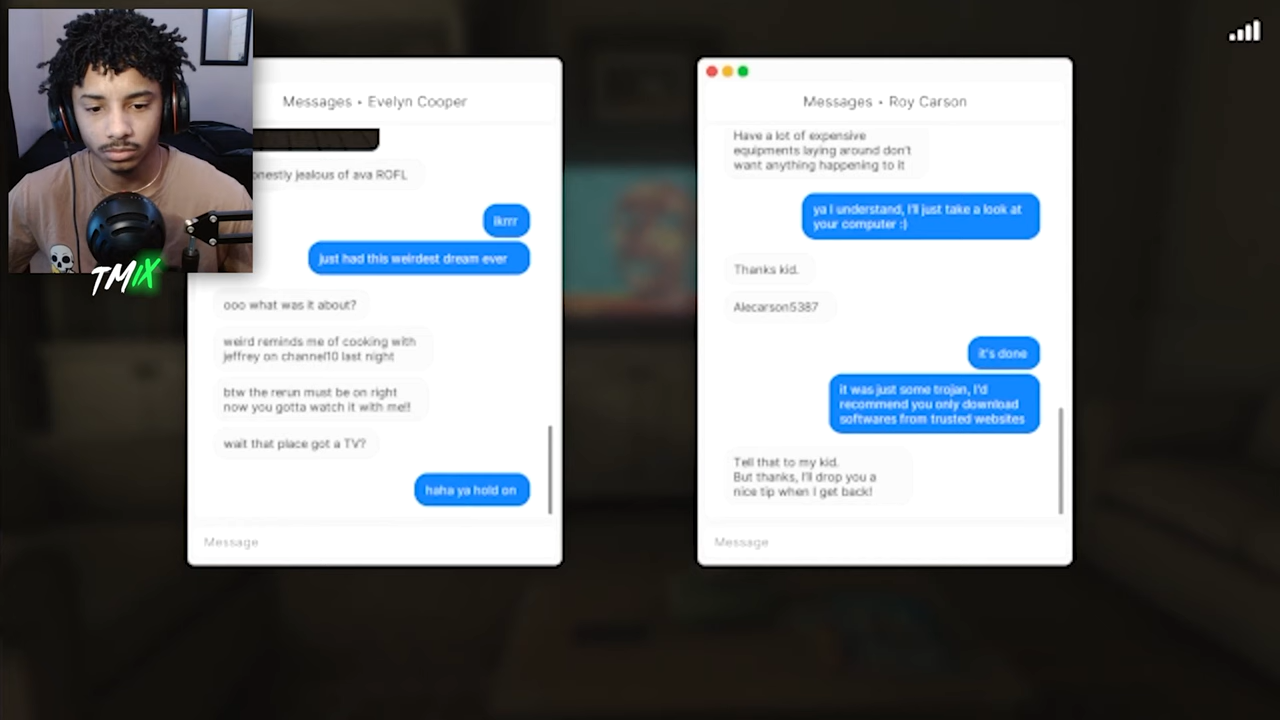 TMIX
Messages • Evelyn Cooper
onestly jealous of ava ROFL
ikrrr
just had this weirdest dream ever
ooo what was it about?
weird reminds me of cooking with
jeffrey on channel10 last night
btw the rerun must be on right
now you gotta watch it with me!!
wait that place got a TV?
haha ya hold on
Message
Messages • Roy Carson
Have a lot of expensive
equipments laying around don't
want anything happening to it
ya I understand, I'll just take a look at
your computer :)
Thanks kid.
Alecarson5387
it's done
it was just some trojan, I'd
recommend you only download
softwares from trusted websites
Tell that to my kid.
But thanks, I'll drop you a
nice tip when I get back!
Message